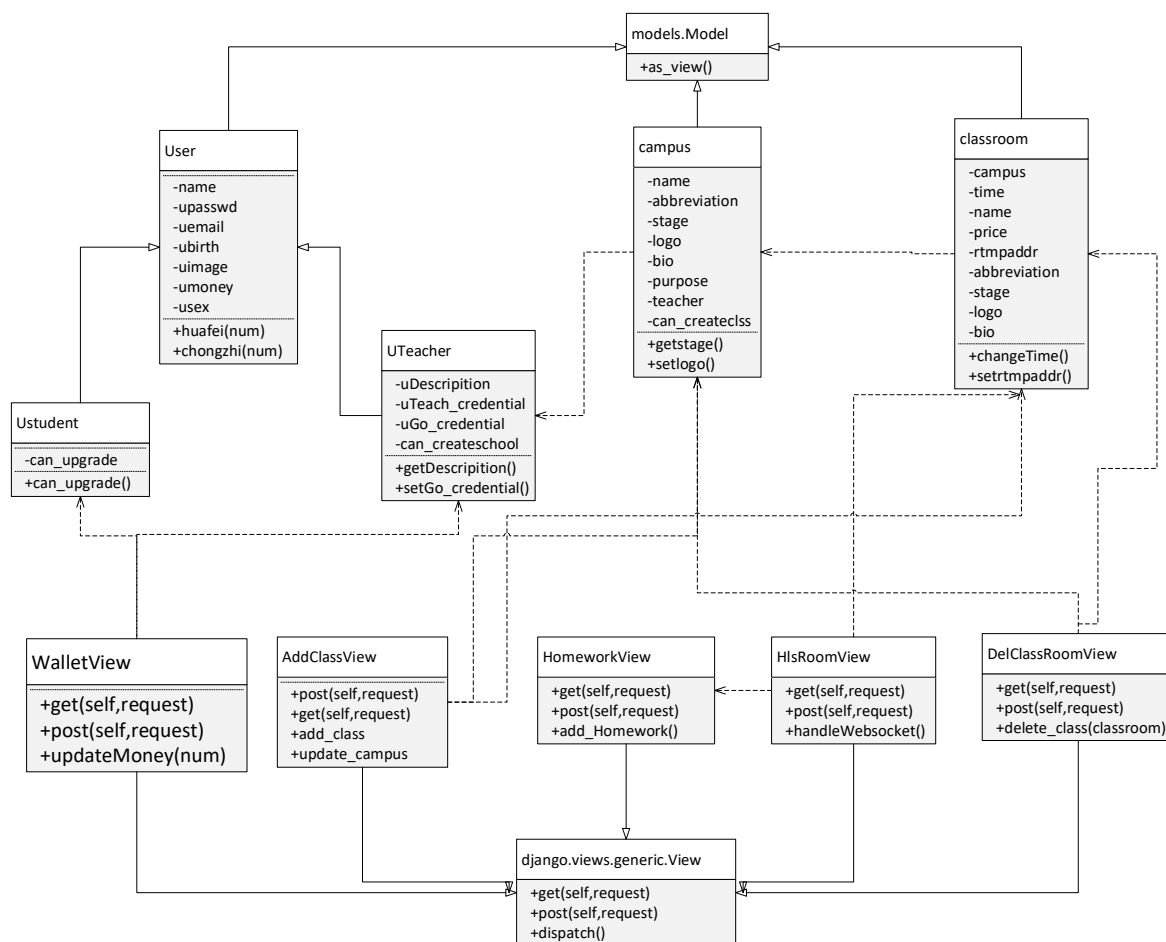 models.Model
+as_view()
User
-name
-upasswd
-uemail
-ubirth
-uimage
-umoney
-usex
+huafei(num)
+chongzhi(num)
campus
-name
-abbreviation
-stage
-logo
-bio
-purpose
-teacher
-can_createclss
+getstage()
+setlogo()
classroom
-campus
-time
-name
-price
-rtmpaddr
-abbreviation
-stage
-logo
-bio
+changeTime()
+setrtmpaddr()
UTeacher
-uDescripition
-uTeach_credential
-uGo_credential
-can_createschool
+getDescripition()
+setGo_credential()
Ustudent
-can_upgrade
+can_upgrade()
WalletView
+get(self,request)
+post(self,request)
+updateMoney(num)
AddClassView
+post(self,request)
+get(self,request)
+add_class
+update_campus
HomeworkView
+get(self,request)
+post(self,request)
+add_Homework()
HlsRoomView
+get(self,request)
+post(self,request)
+handleWebsocket()
DelClassRoomView
+get(self,request)
+post(self,request)
+delete_class(classroom)
django.views.generic.View
+get(self,request)
+post(self,request)
+dispatch()